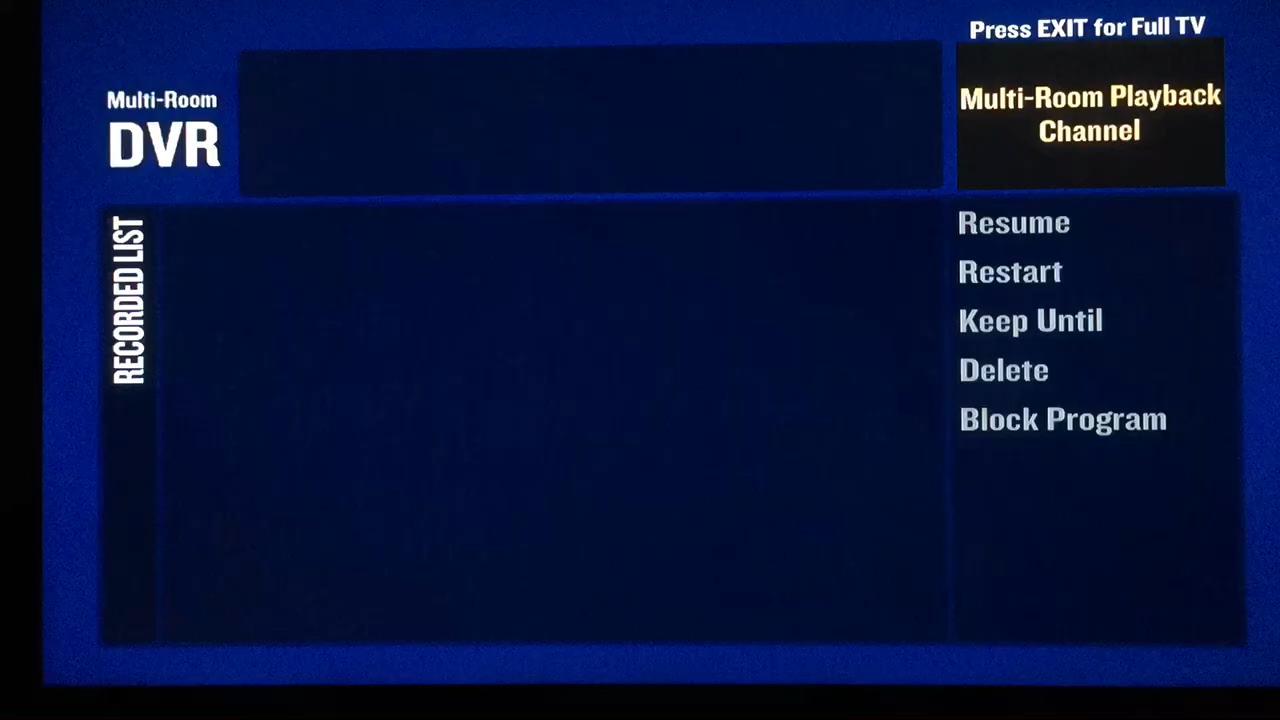 Press EXIT for Full TV
Multi-Room
DVR
Multi-Room Playback
Channel
RECORDED LIST
Resume
Restart
Keep Until
Delete
Block Program